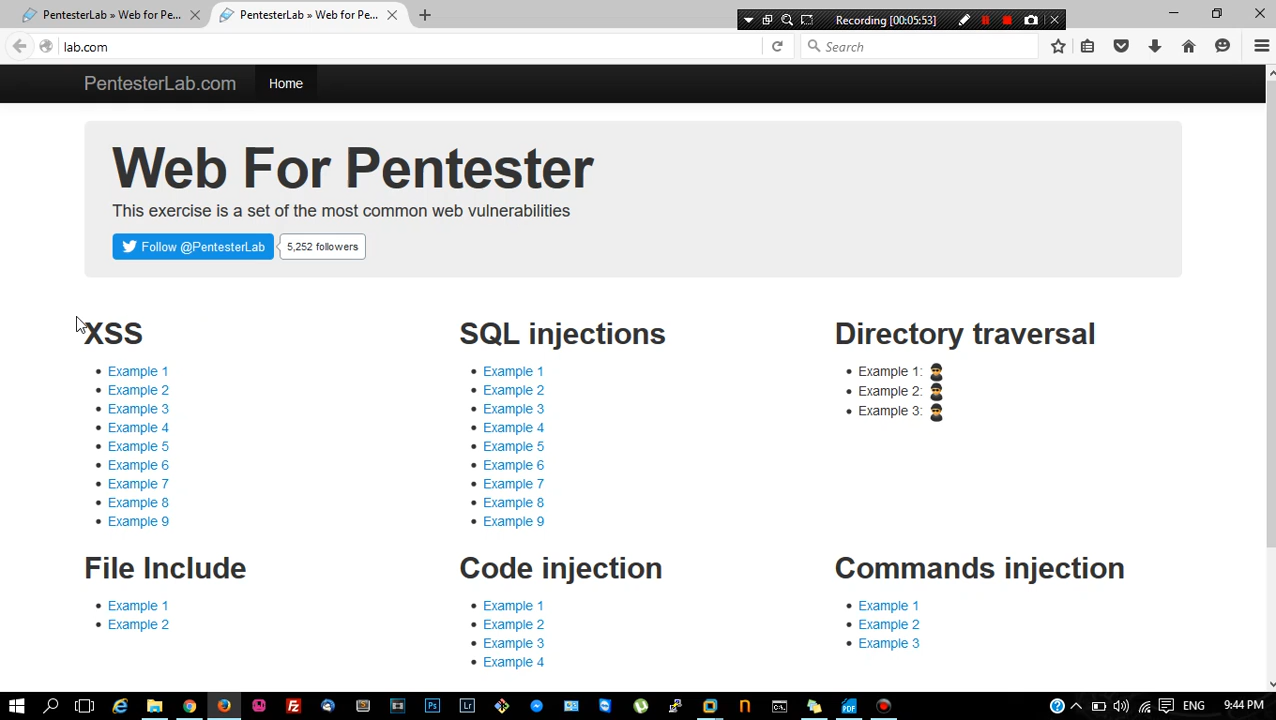 PentesterLab » Web for Pe... PentesterLab » Web for Pe...
Recording [00:05:53]
lab.com Search
PentesterLab.com Home
Web For Pentester
This exercise is a set of the most common web vulnerabilities
Follow @PentesterLab 5,252 followers
XSS
Example 1
Example 2
Example 3
Example 4
Example 5
Example 6
Example 7
Example 8
Example 9
SQL injections
Example 1
Example 2
Example 3
Example 4
Example 5
Example 6
Example 7
Example 8
Example 9
Directory traversal
Example 1:
Example 2:
Example 3:
File Include
Example 1
Example 2
Code injection
Example 1
Example 2
Example 3
Example 4
Commands injection
Example 1
Example 2
Example 3
Ps Lr PDF ENG 9:44 PM